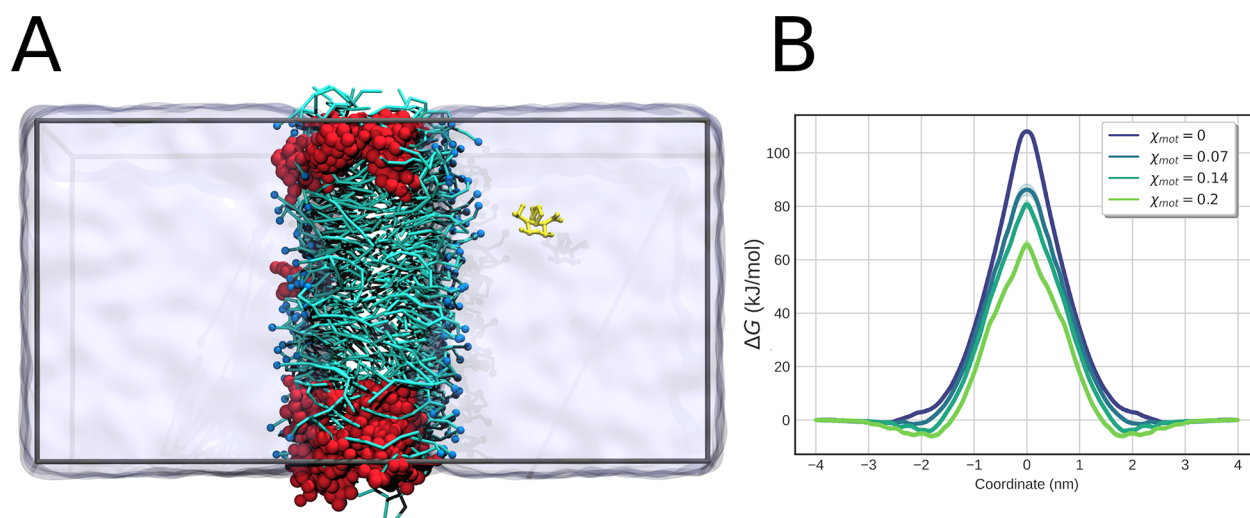 A
B
χmot = 0
χmot = 0.07
χmot = 0.14
χmot = 0.2
100
80
60
40
20
0
ΔG (kJ/mol)
−4 −3 −2 −1 0 1 2 3 4
Coordinate (nm)